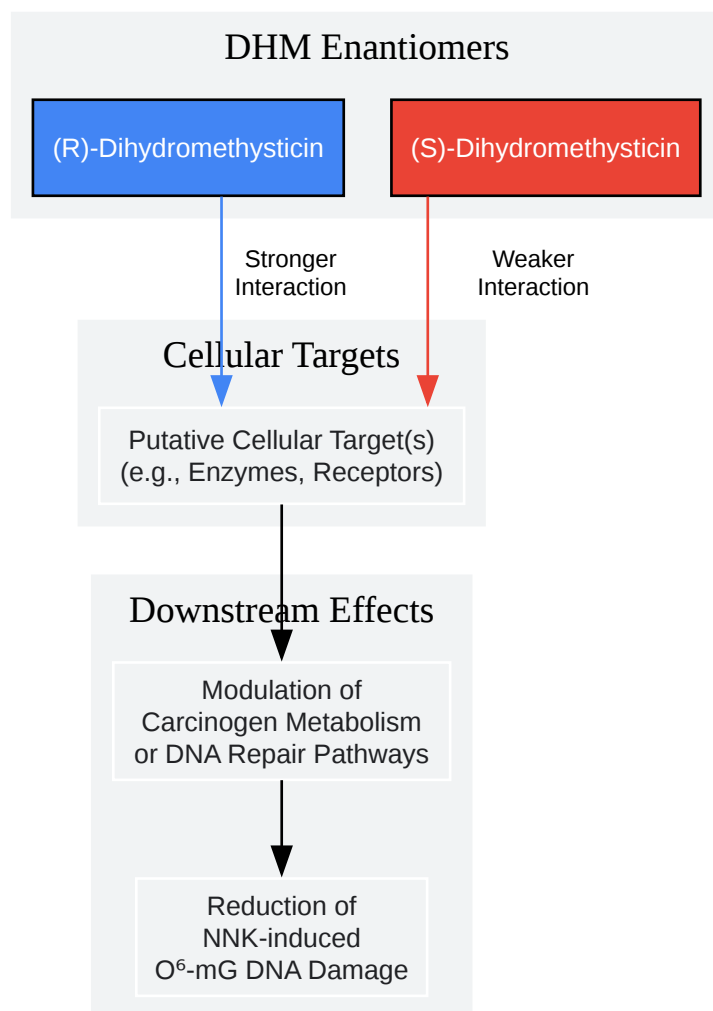 DHM Enantiomers
(R)-Dihydromethysticin
(S)-Dihydromethysticin
Stronger
Interaction
Weaker
Interaction
Cellular Targets
Putative Cellular Target(s)
(e.g., Enzymes, Receptors)
Downstream Effects
Modulation of
Carcinogen Metabolism
or DNA Repair Pathways
Reduction of
NNK-induced
O⁶-mG DNA Damage